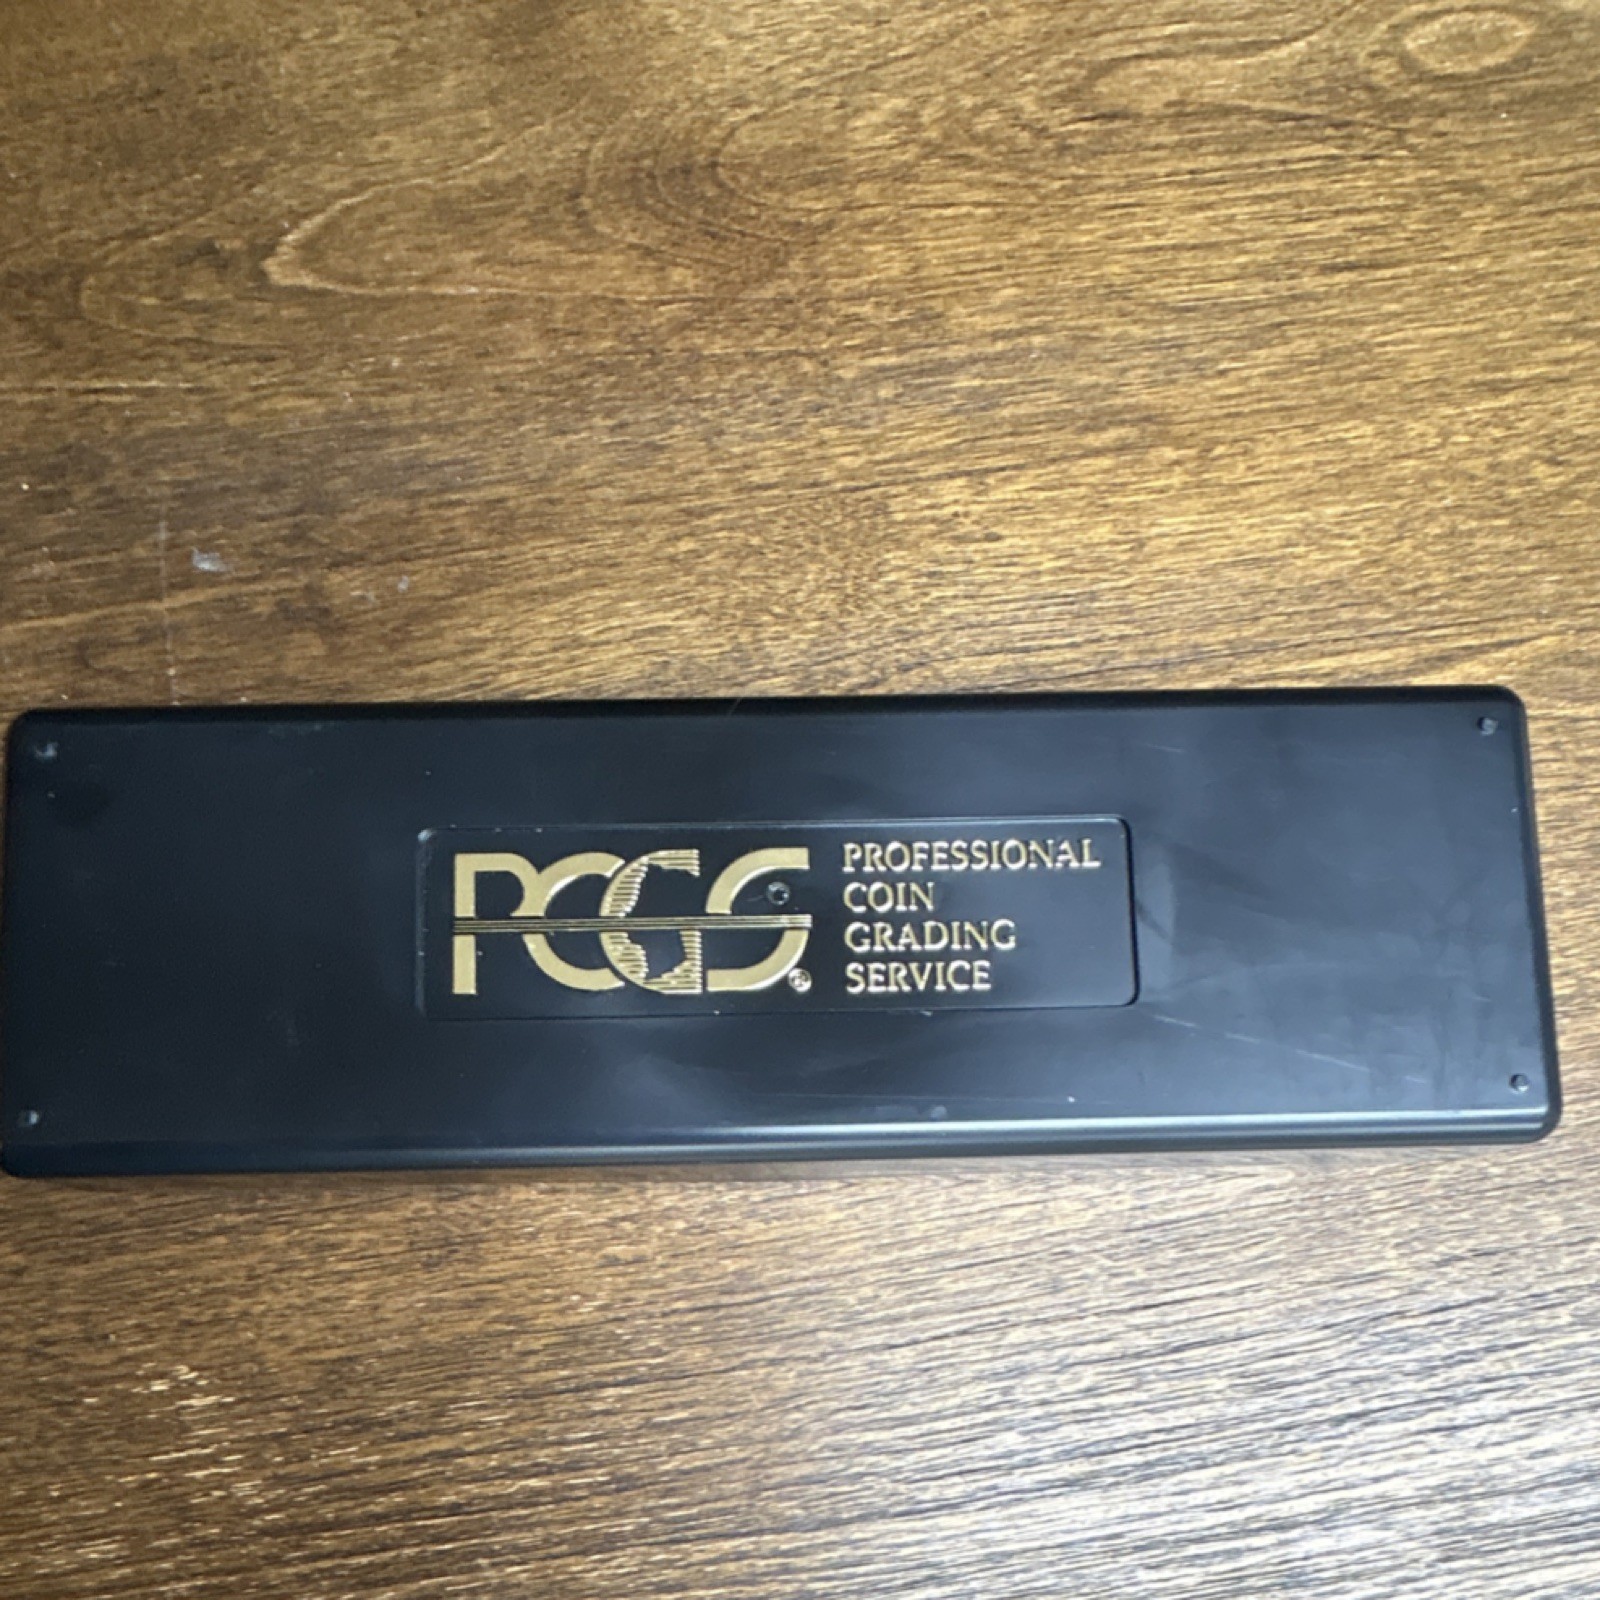 PCGS®
PROFESSIONAL
COIN
GRADING
SERVICE